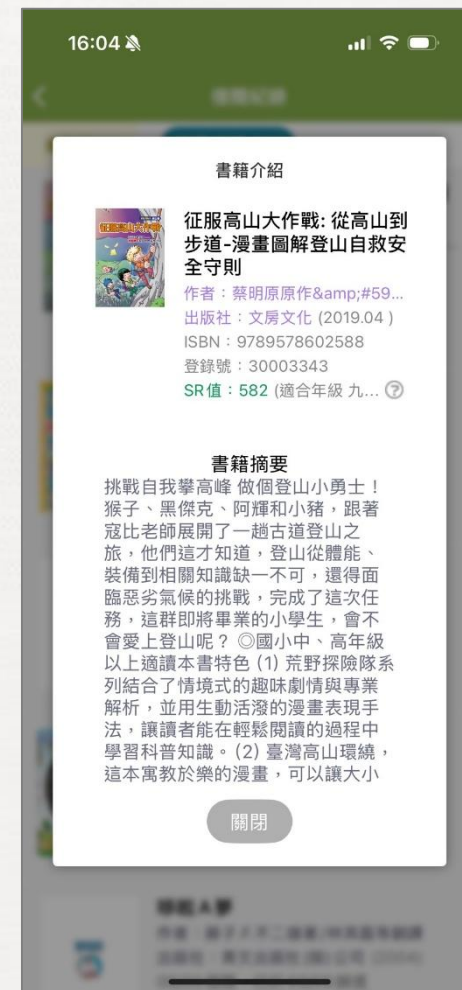 16:04
書籍介紹
征服高山大作戰: 從高山到
步道-漫畫圖解登山自救安
全守則
作者：蔡明原原作&amp;#59...
出版社：文房文化 (2019.04 )
ISBN：9789578602588
登錄號：30003343
SR值：582 (適合年級 九... ?
書籍摘要
挑戰自我攀高峰 做個登山小勇士！
猴子、黑傑克、阿輝和小豬，跟著
寇比老師展開了一趟古道登山之
旅，他們這才知道，登山從體能、
裝備到相關知識缺一不可，還得面
臨惡劣氣候的挑戰，完成了這次任
務，這群即將畢業的小學生，會不
會愛上登山呢？ ◎國小中、高年級
以上適讀本書特色 (1) 荒野探險隊系
列結合了情境式的趣味劇情與專業
解析，並用生動活潑的漫畫表現手
法，讓讀者能在輕鬆閱讀的過程中
學習科普知識。(2) 臺灣高山環繞，
這本寓教於樂的漫畫，可以讓大小
關閉